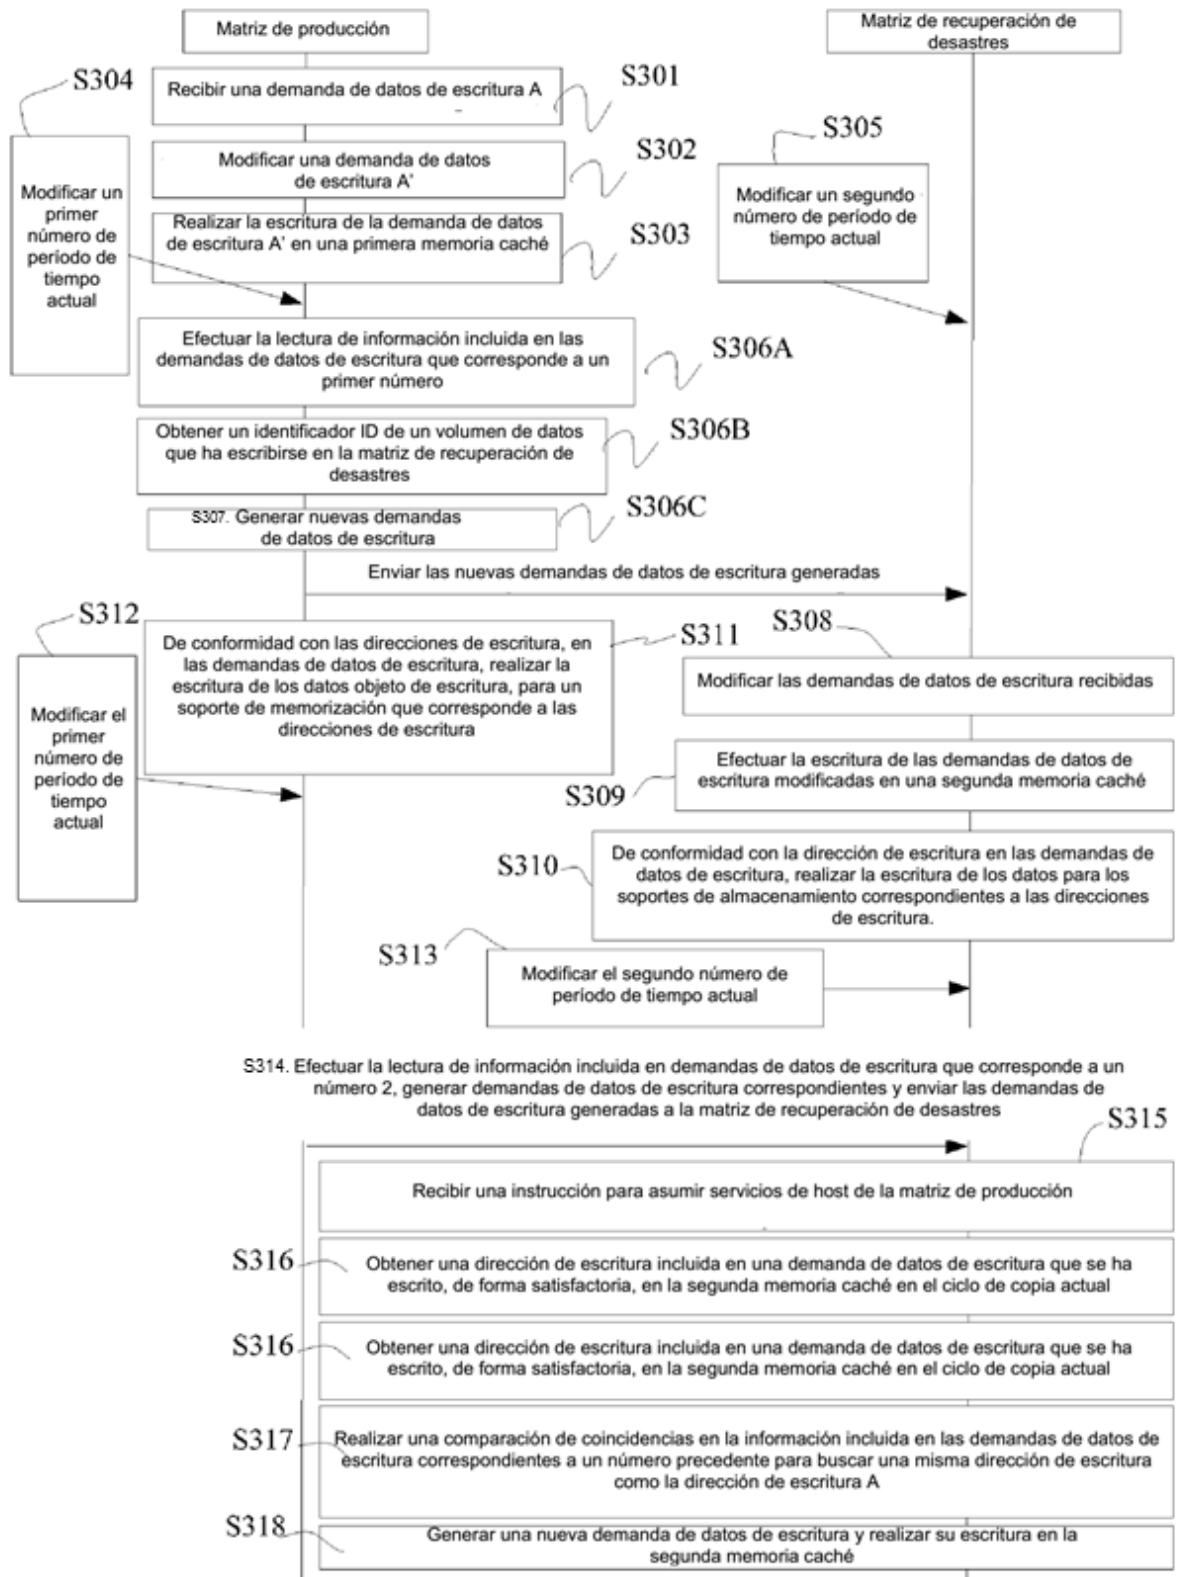 Matriz de producción
Matriz de recuperación de
desastres
S304
Recibir una demanda de datos de escritura A
S301
Modificar un
primer
número de
período de
tiempo
actual
Modificar una demanda de datos
de escritura A'
S302
S305
Modificar un segundo
número de período de
tiempo actual
Realizar la escritura de la demanda de datos
de escritura A' en una primera memoria caché
S303
Efectuar la lectura de información incluida en las
demandas de datos de escritura que corresponde a un
primer número
S306A
Obtener un identificador ID de un volumen de datos
que ha escribirse en la matriz de recuperación de
desastres
S306B
S307. Generar nuevas demandas
de datos de escritura
S306C
Enviar las nuevas demandas de datos de escritura generadas
S312
Modificar el
primer
número de
período de
tiempo
actual
De conformidad con las direcciones de escritura, en
las demandas de datos de escritura, realizar la
escritura de los datos objeto de escritura, para un
soporte de memorización que corresponde a las
direcciones de escritura
S311
S308
Modificar las demandas de datos de escritura recibidas
Efectuar la escritura de las demandas de datos de
escritura modificadas en una segunda memoria caché
S309
S310
De conformidad con la dirección de escritura en las demandas de
datos de escritura, realizar la escritura de los datos para los
soportes de almacenamiento correspondientes a las direcciones
de escritura.
S313
Modificar el segundo número de
período de tiempo actual
S314. Efectuar la lectura de información incluida en demandas de datos de escritura que corresponde a un
número 2, generar demandas de datos de escritura correspondientes y enviar las demandas de
datos de escritura generadas a la matriz de recuperación de desastres
S315
Recibir una instrucción para asumir servicios de host de la matriz de producción
S316
Obtener una dirección de escritura incluida en una demanda de datos de escritura que se ha
escrito, de forma satisfactoria, en la segunda memoria caché en el ciclo de copia actual
S316
Obtener una dirección de escritura incluida en una demanda de datos de escritura que se ha
escrito, de forma satisfactoria, en la segunda memoria caché en el ciclo de copia actual
S317
Realizar una comparación de coincidencias en la información incluida en las demandas de datos de
escritura correspondientes a un número precedente para buscar una misma dirección de escritura
como la dirección de escritura A
S318
Generar una nueva demanda de datos de escritura y realizar su escritura en la
segunda memoria caché